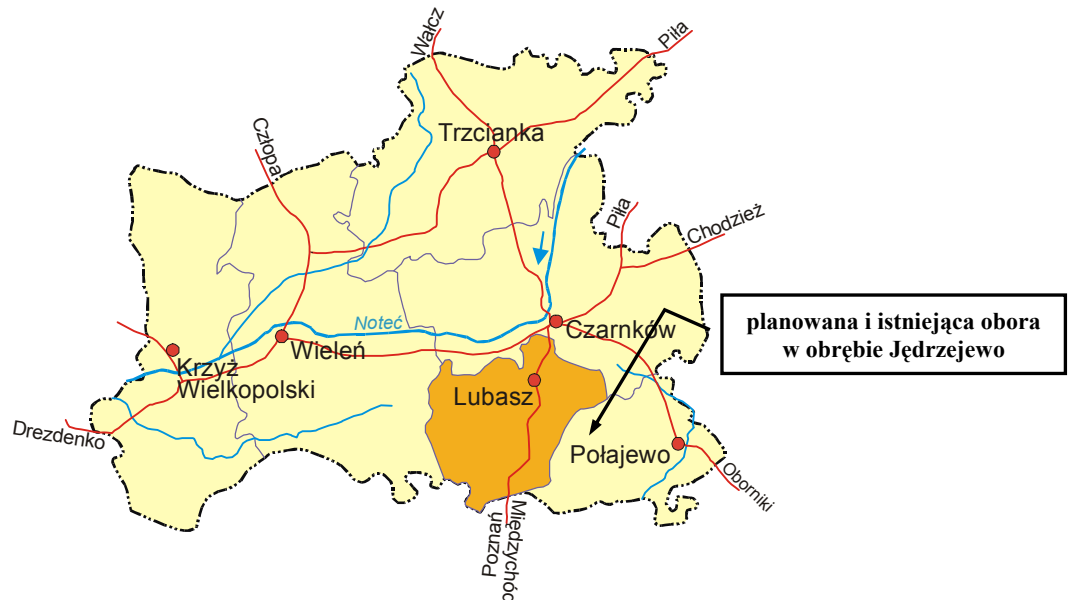 Wałcz
Piła
Trzcianka
Człopa
Piła
Chodzież
Noteć
Czarnków
planowana i istniejąca obora
w obrębie Jędrzejewo
Wieleń
Krzyż
Wielkopolski
Lubasz
Drezdenko
Połajewo
Oborniki
Poznań
Międzychód